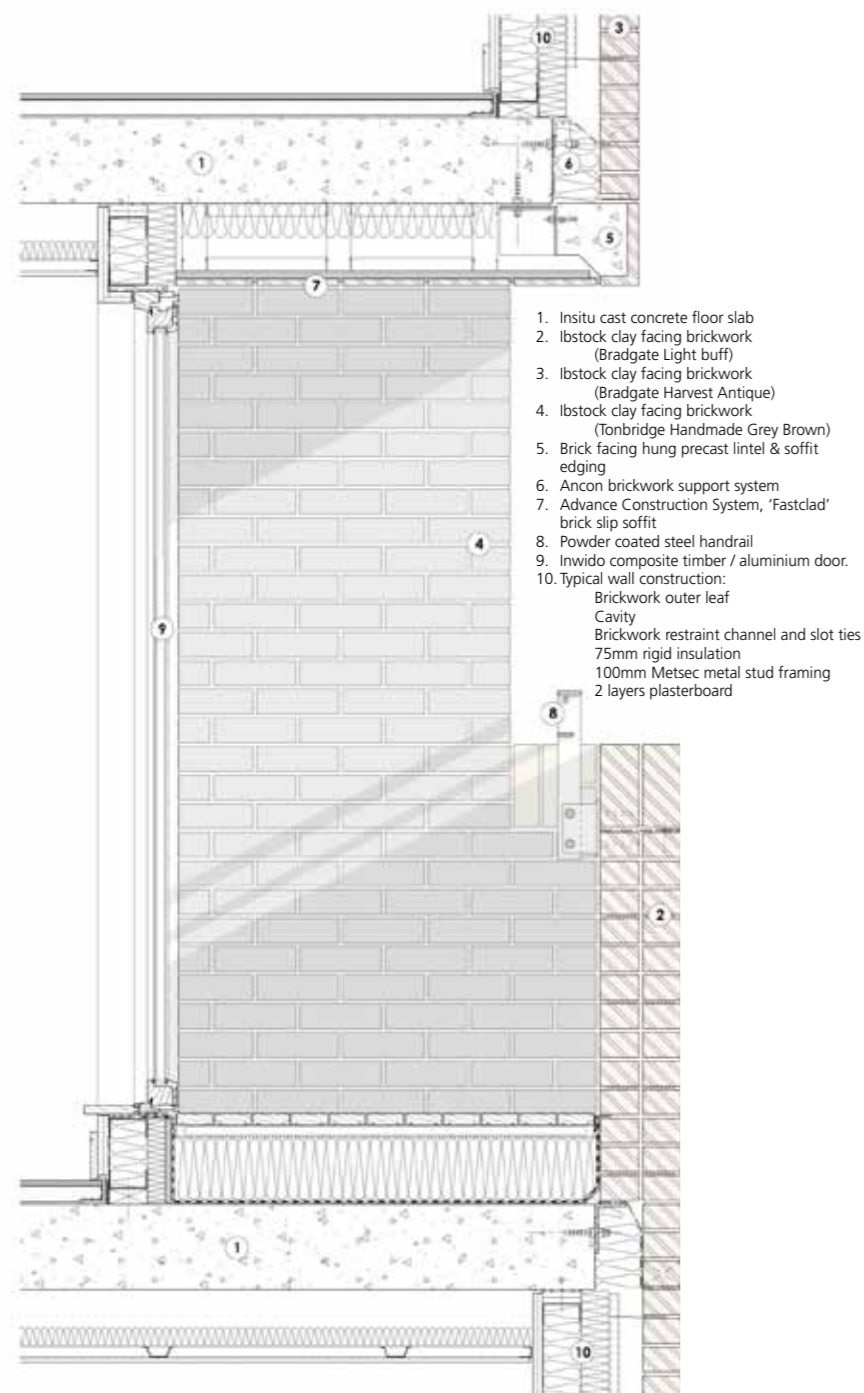 10
3
1
6
5
7
1. Insitu cast concrete floor slab
2. Ibstock clay facing brickwork
(Bradgate Light buff)
3. Ibstock clay facing brickwork
(Bradgate Harvest Antique)
4. Ibstock clay facing brickwork
(Tonbridge Handmade Grey Brown)
5. Brick facing hung precast lintel & soffit
edging
6. Ancon brickwork support system
7. Advance Construction System, ‘Fastclad’
brick slip soffit
8. Powder coated steel handrail
9. Inwido composite timber / aluminium door.
10. Typical wall construction:
Brickwork outer leaf
Cavity
Brickwork restraint channel and slot ties
75mm rigid insulation
100mm Metsec metal stud framing
2 layers plasterboard
4
9
8
2
1
10